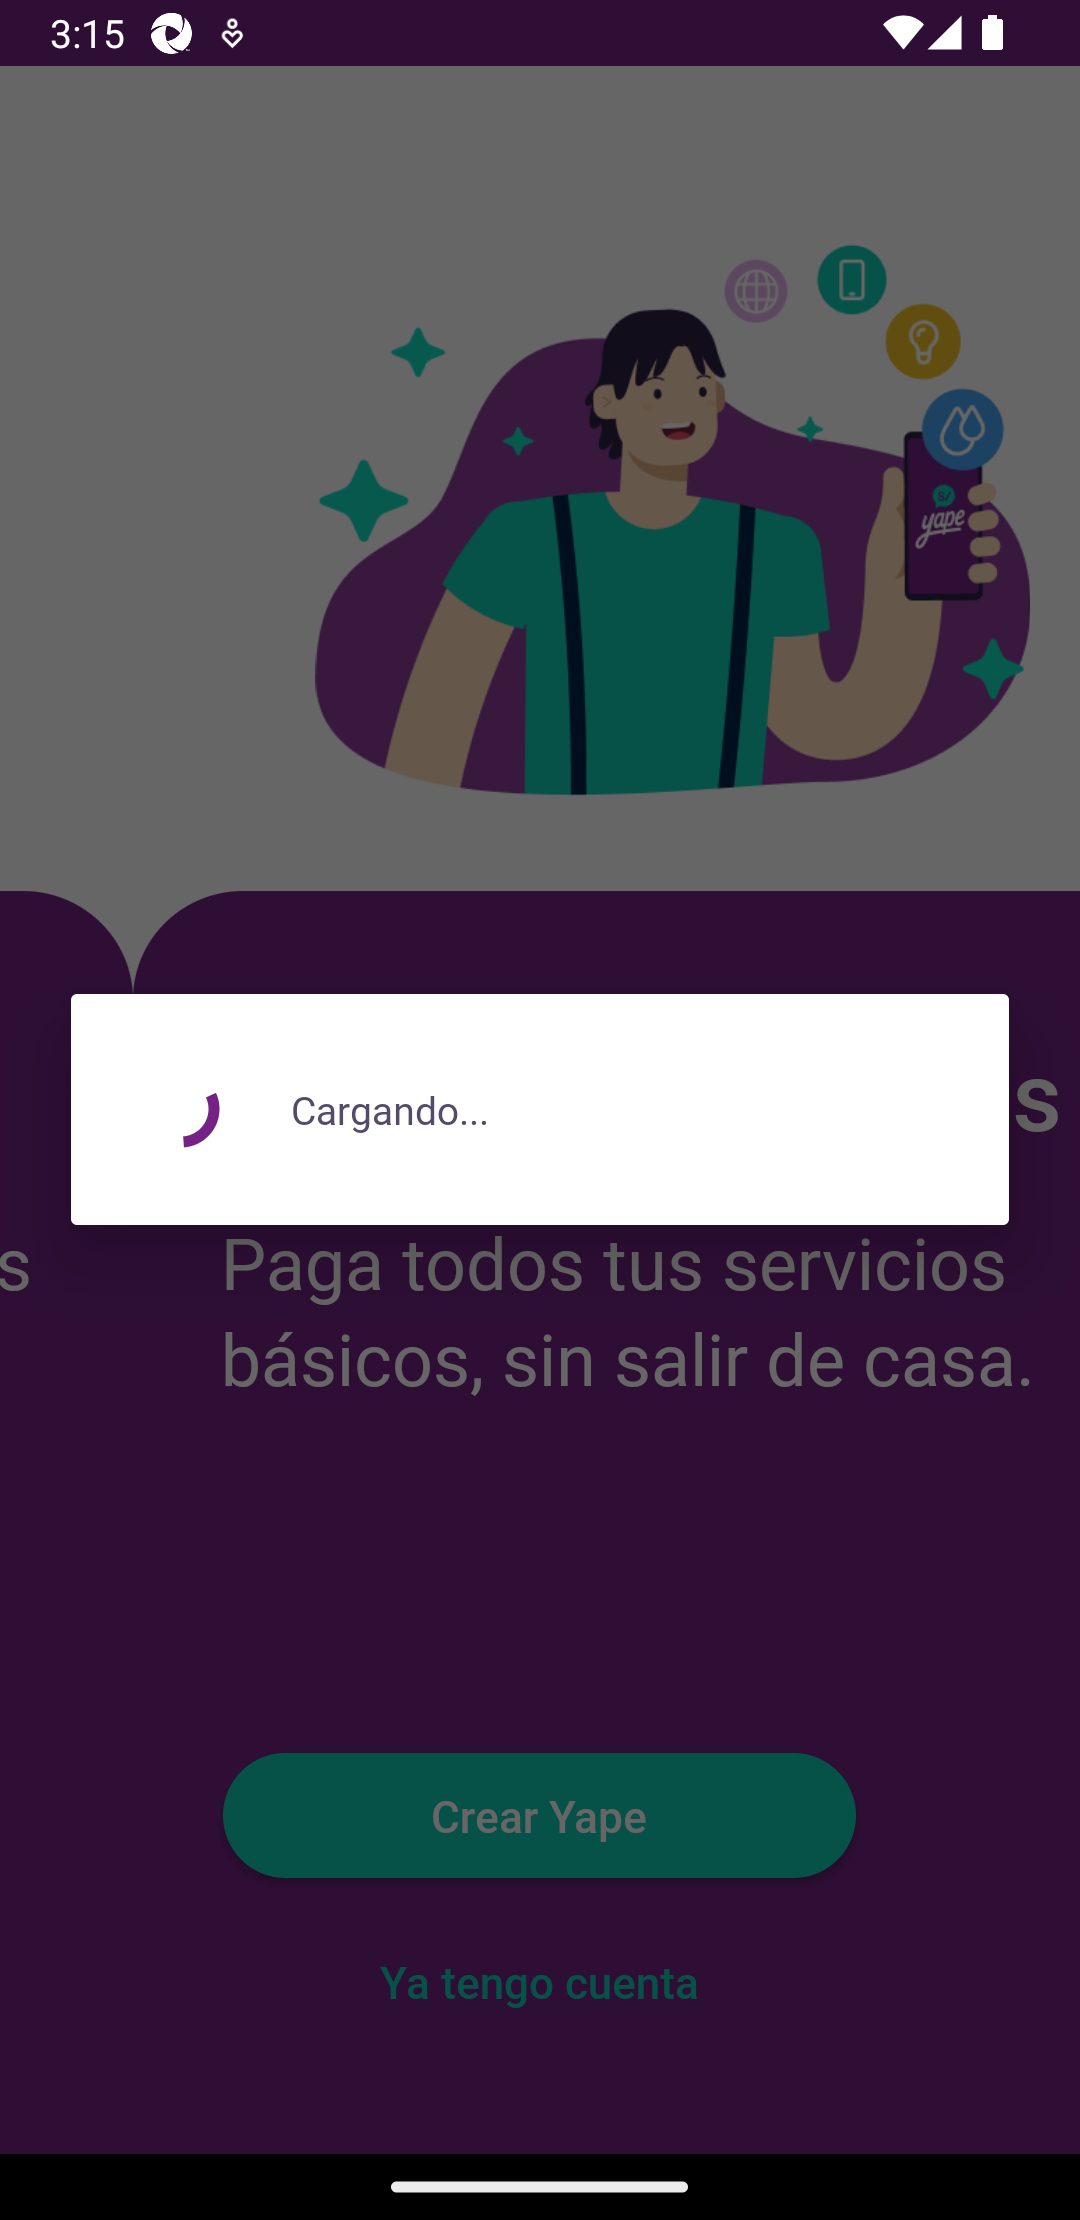 3:15
S/
yape
s
Cargando...
s
Paga todos tus servicios
básicos, sin salir de casa.
Crear Yape
Ya tengo cuenta